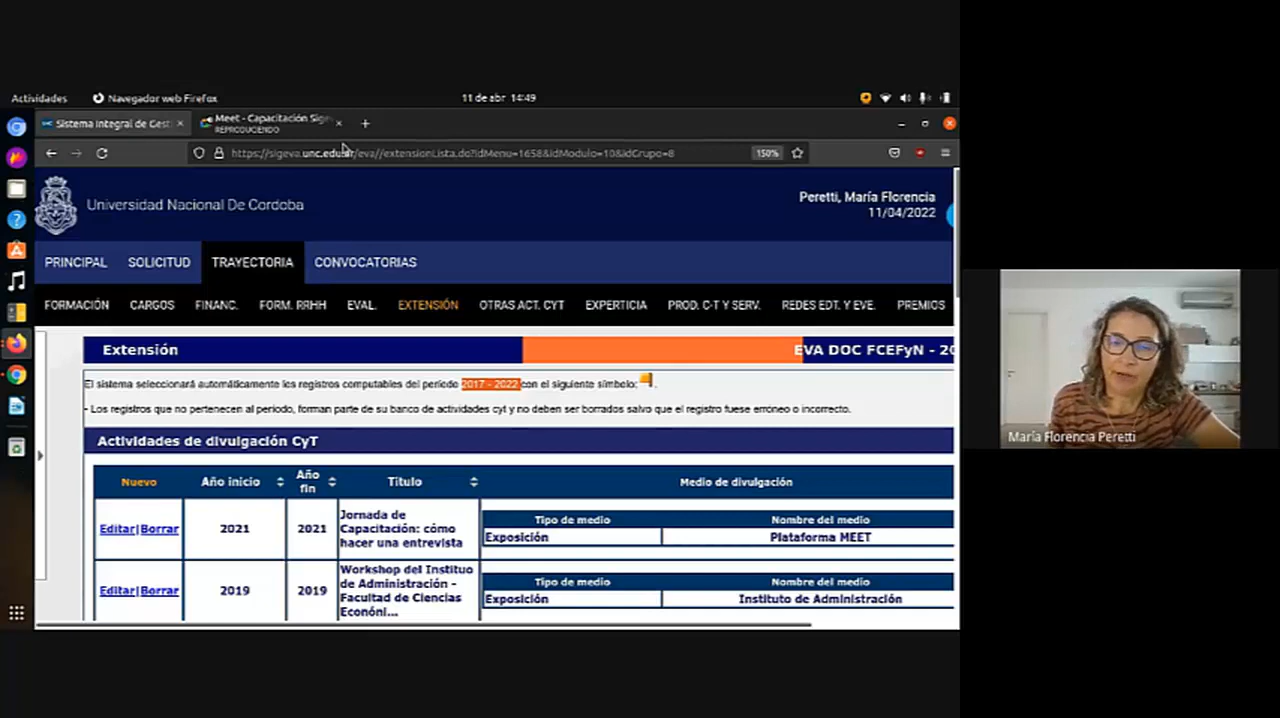 Actividades
Navegador web Firefox
11 de abr 14:49
Sistema Integral de Gest
Meet - Capacitación Sige
REPRODUCIENDO
https://sigeva.unc.edu.ar/eva//extensionLista.do?idMenu=1658&idModulo=10&idGrupo=8
150%
Universidad Nacional De Cordoba
Peretti, María Florencia
11/04/2022
PRINCIPAL SOLICITUD TRAYECTORIA CONVOCATORIAS
FORMACIÓN CARGOS FINANC. FORM. RRHH EVAL. EXTENSIÓN OTRAS ACT. CYT EXPERTICIA PROD. C-T Y SERV. REDES EDT. Y EVE. PREMIOS
Extensión
EVA DOC FCEFyN - 20
El sistema seleccionará automáticamente los registros computables del período 2017 - 2022 con el siguiente símbolo: .
- Los registros que no pertenecen al período, forman parte de su banco de actividades cyt y no deben ser borrados salvo que el registro fuese erróneo o incorrecto.
Actividades de divulgación CyT
Nuevo
Año inicio
Año
fin
Titulo
Medio de divulgación
Editar|Borrar
2021
2021
Jornada de
Capacitación: cómo
hacer una entrevista
Tipo de medio
Nombre del medio
Exposición
Plataforma MEET
Editar|Borrar
2019
2019
Workshop del Instituo
de Administración -
Facultad de Ciencias
Económi...
Tipo de medio
Nombre del medio
Exposición
Instituto de Administración
María Florencia Peretti